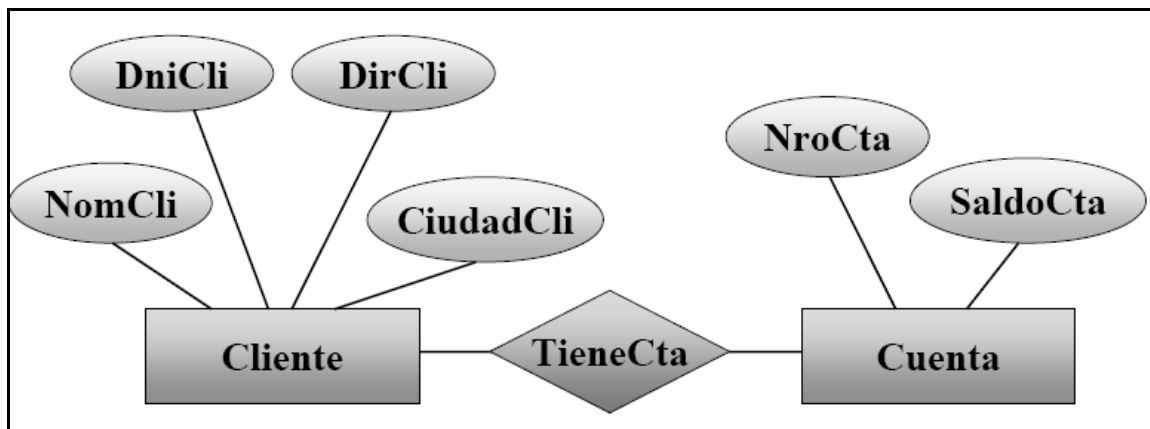 DniCli
DirCli
NroCta
NomCli
CiudadCli
SaldoCta
Cliente
TieneCta
Cuenta